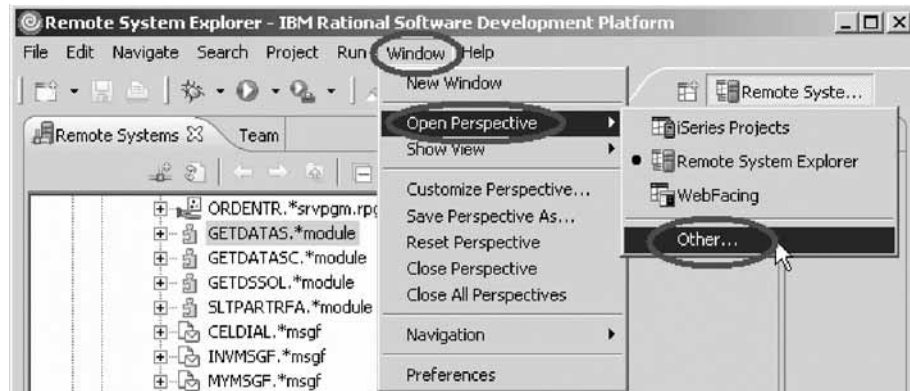 Remote System Explorer - IBM Rational Software Development Platform
File Edit Navigate Search Project Run Window Help
New Window
Remote Syste...
Remote Systems Team
Open Perspective
iSeries Projects
Show View
Remote System Explorer
Customize Perspective...
WebFacing
ORDENTR.*srvpgm.rpg
Save Perspective As...
GETDATAS.*module
Reset Perspective
Other...
GETDATASC.*module
Close Perspective
GETDSSOL.*module
Close All Perspectives
SLTPARTRFA.*module
CELDIAL.*msgf
Navigation
INVMSGF.*msgf
MYMSGF.*msgf
Preferences